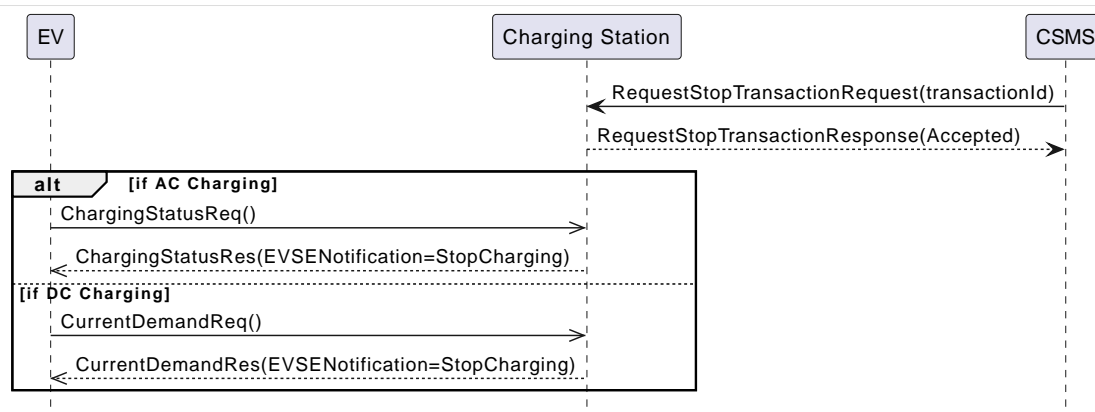 EV
Charging Station
CSMS
RequestStopTransactionRequest(transactionId)
RequestStopTransactionResponse(Accepted)
alt [if AC Charging]
ChargingStatusReq()
ChargingStatusRes(EVSENotification=StopCharging)
[if DC Charging]
CurrentDemandReq()
CurrentDemandRes(EVSENotification=StopCharging)